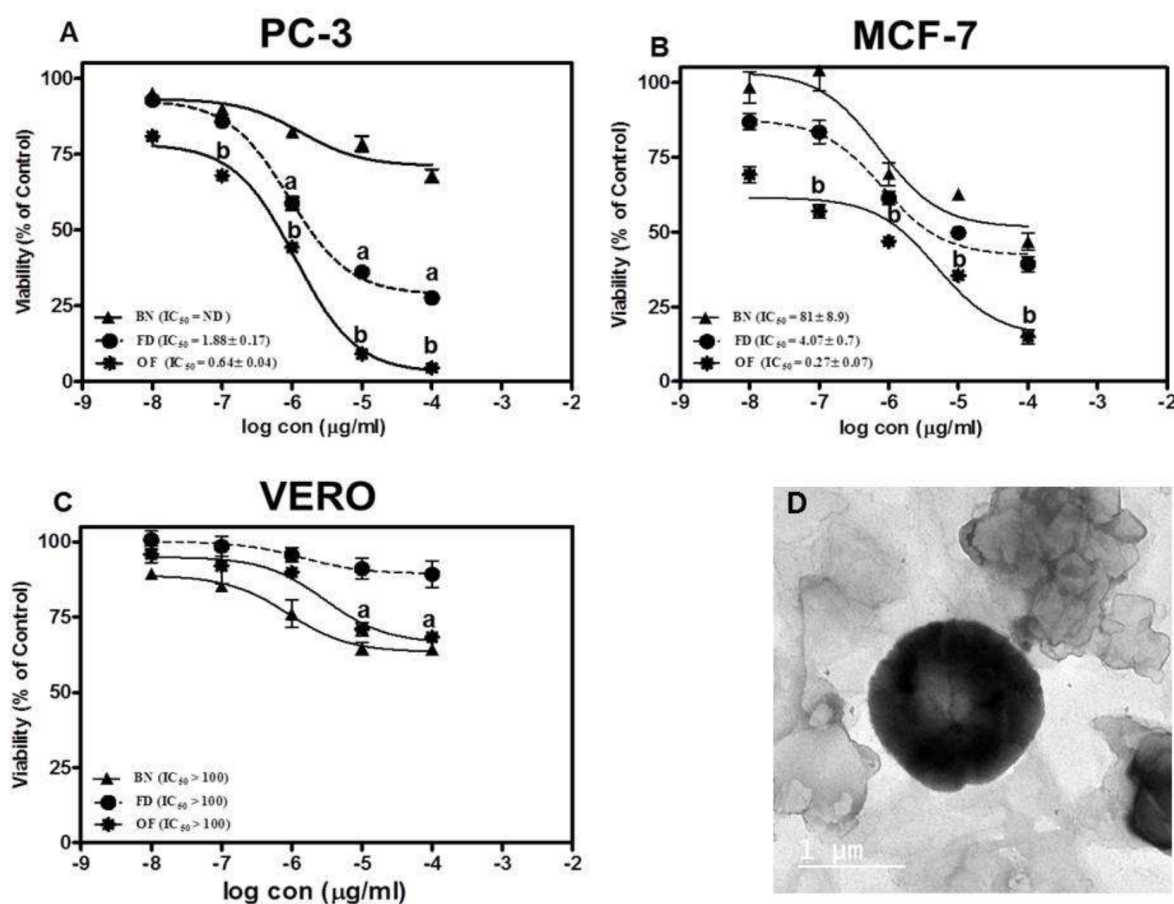 A
PC-3
Viability (% of Control)
100
75
50
25
0
b
a
b
a
a
b
b
BN (IC50 = ND )
FD (IC50 = 1.88± 0.17)
OF (IC50 = 0.64± 0.04)
-9 -8 -7 -6 -5 -4 -3 -2
log con (µg/ml)
B
MCF-7
Viability (% of Control)
100
75
50
25
0
b
b
b
b
BN (IC50 = 81± 8.9)
FD (IC50 = 4.07± 0.7)
OF (IC50 = 0.27± 0.07)
-9 -8 -7 -6 -5 -4 -3 -2
log con (µg/ml)
C
VERO
Viability (% of Control)
100
75
50
25
0
a
a
BN (IC50 > 100)
FD (IC50 > 100)
OF (IC50 > 100)
-9 -8 -7 -6 -5 -4 -3 -2
log con (µg/ml)
D
1 µm